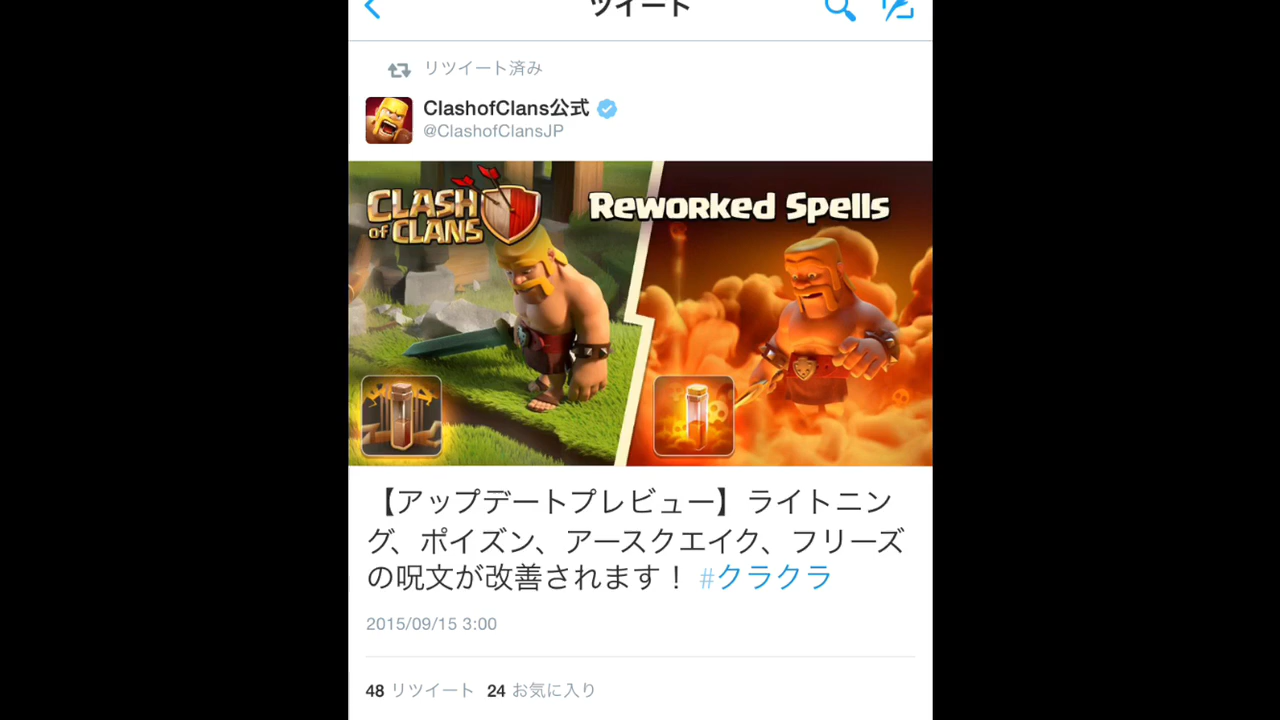 ツイート
リツイート済み
ClashofClans公式
@ClashofClansJP
CLASH
OF CLANS
Reworked Spells
【アップデートプレビュー】ライトニン
グ、ポイズン、アースクエイク、フリーズ
の呪文が改善されます！ #クラクラ
2015/09/15 3:00
48 リツイート 24 お気に入り